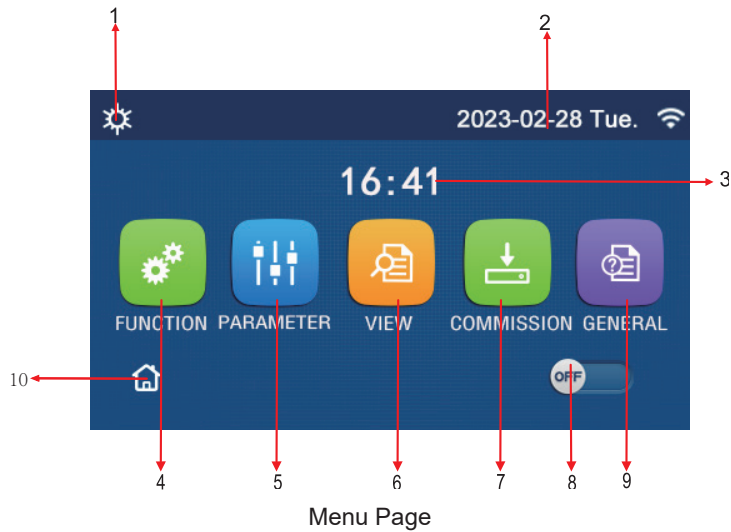 1
2
2023-02-28 Tue.
16:41
3
FUNCTION PARAMETER VIEW COMMISSION GENERAL
10
OFF
4 5 6 7 8 9
Menu Page